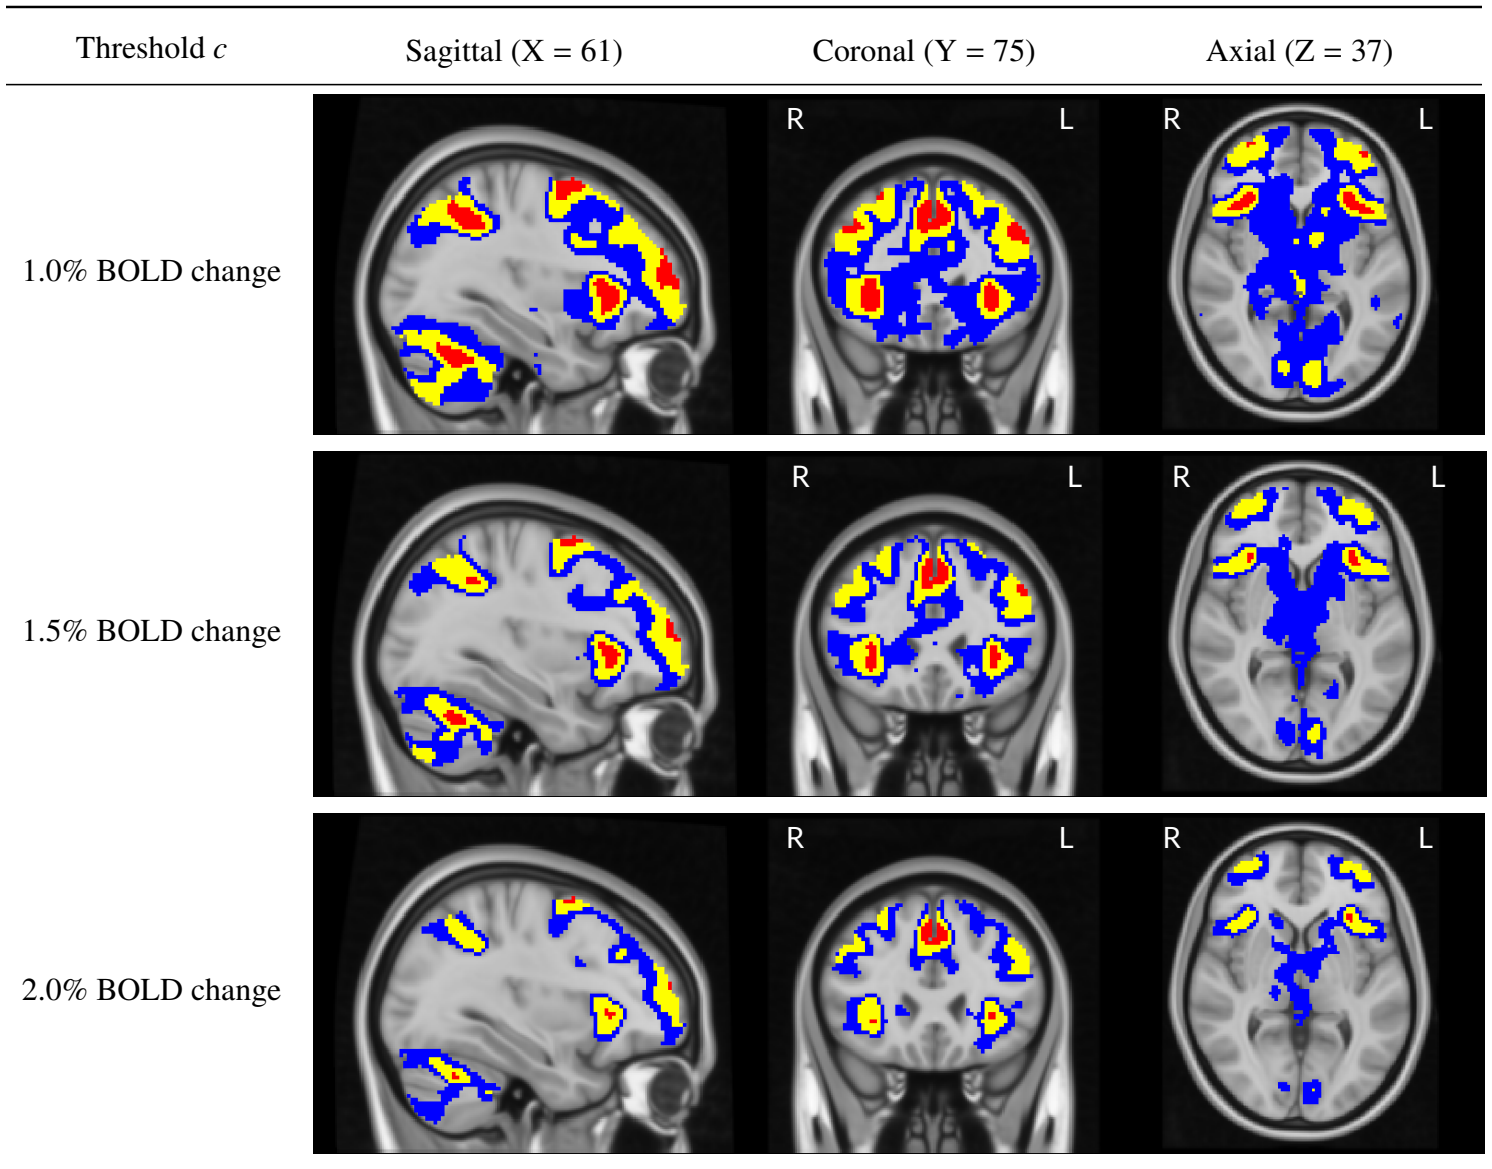 Threshold c Sagittal (X = 61) Coronal (Y = 75) Axial (Z = 37)
R L R L
1.0% BOLD change
R L R L
1.5% BOLD change
R L R L
2.0% BOLD change